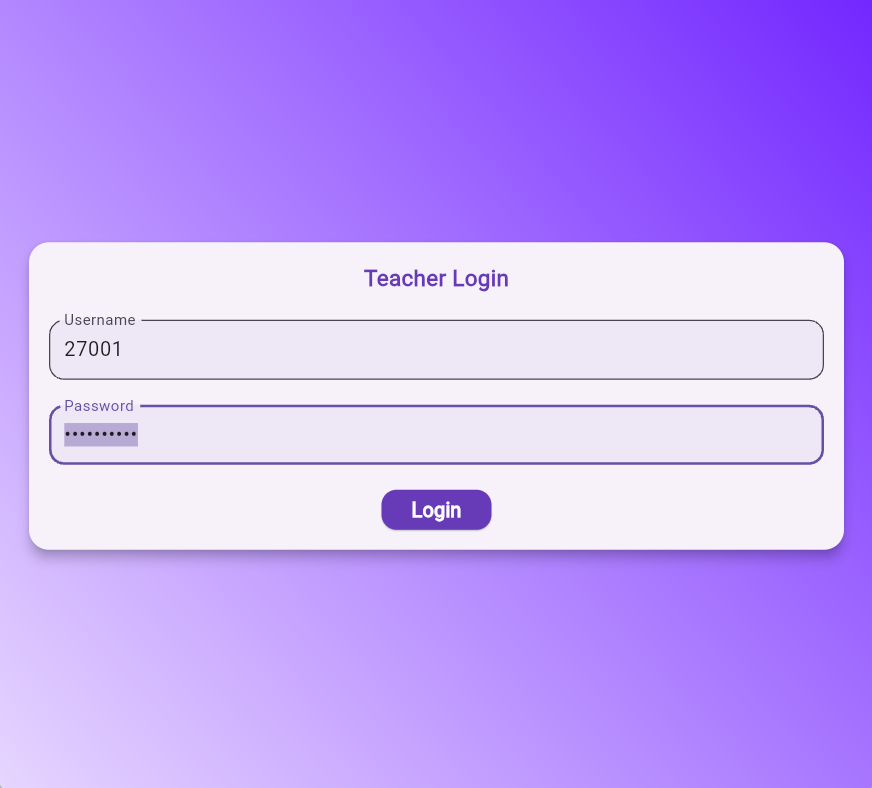 Teacher Login
Username
27001
Password
••••••••••
Login